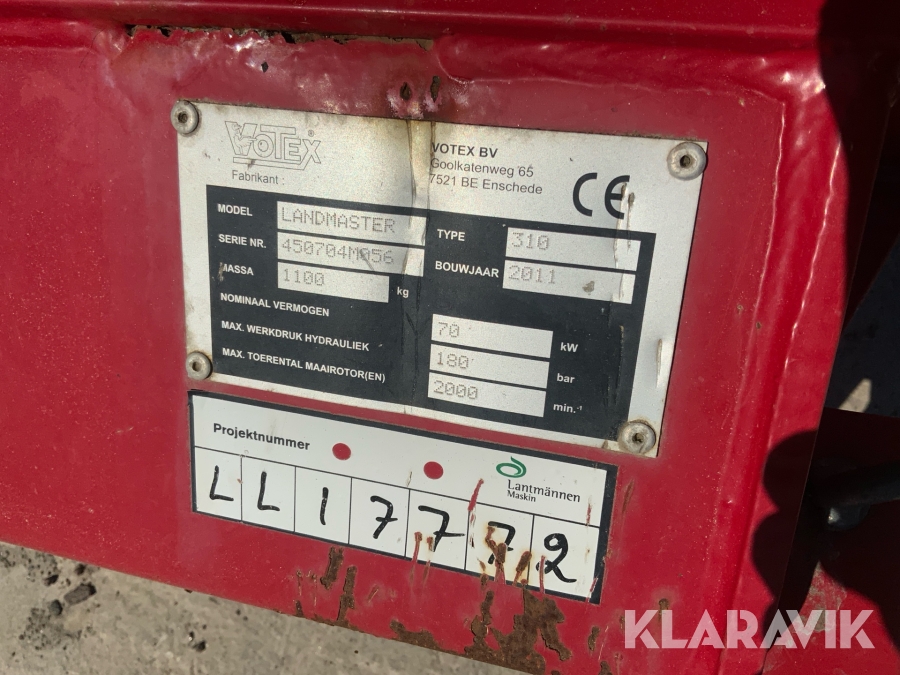 VOTEX®
Fabrikant :
VOTEX BV
Goolkatenweg 65
7521 BE Enschede
CE
MODEL LANDMASTER
TYPE 310
SERIE NR. 450704M056
BOUWJAAR 2011
MASSA 1100 kg
NOMINAAL VERMOGEN 70 kW
MAX. WERKDRUK HYDRAULIEK 180 bar
MAX. TOERENTAL MAAIROTOR(EN) 2000 min.-1
Projektnummer
Lantmännen
Maskin
LL17772
KLARAVIK